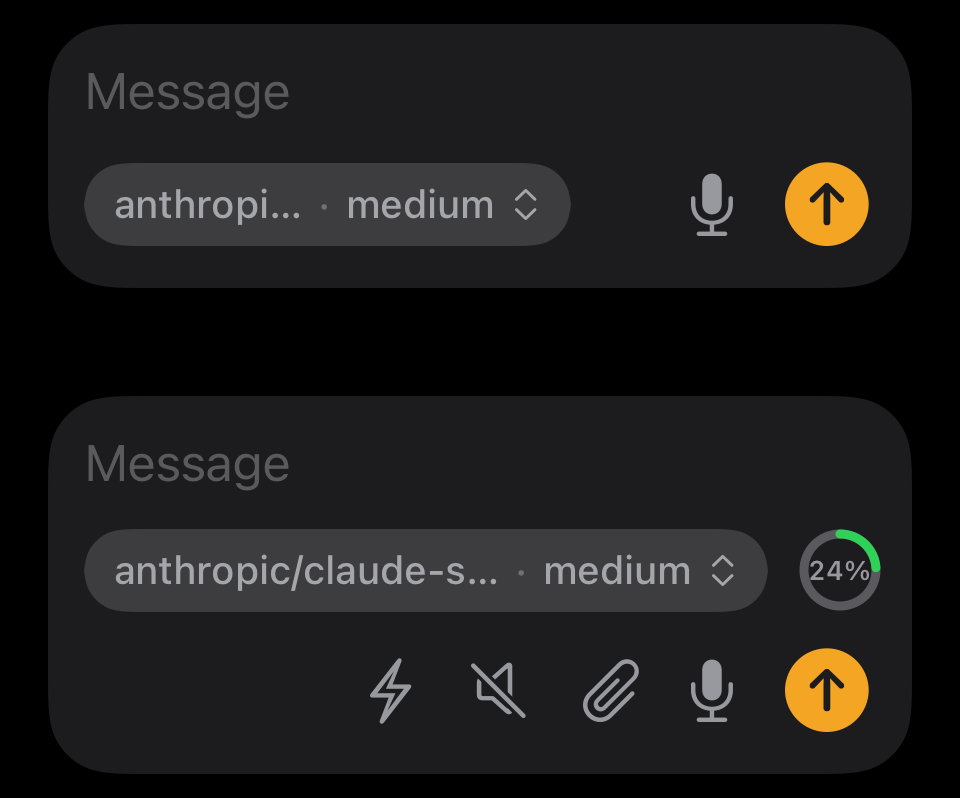 Message
anthropi... · medium
Message
anthropic/claude-s... · medium
24%